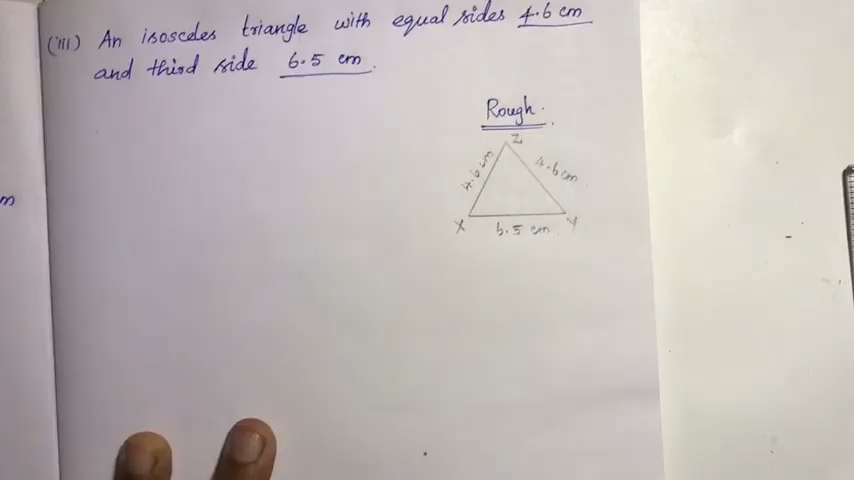 (iii) An isosceles triangle with equal sides 4.6 cm
and third side 6.5 cm.
Rough.
Z
4.6 cm
4.6 cm
X
6.5 cm
Y
m